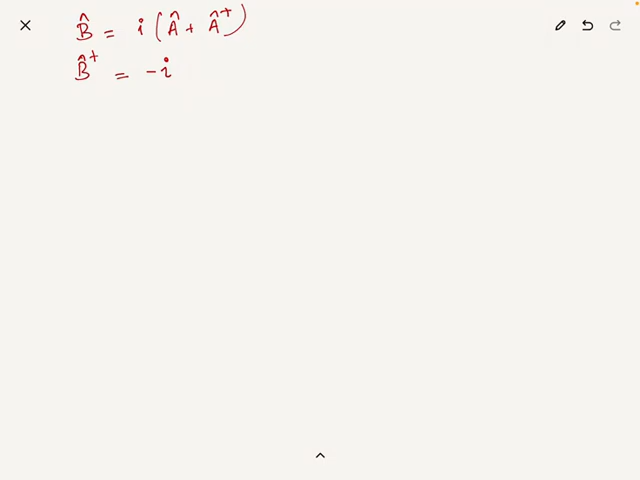 B̂ = i (Â + Â⁺)
B̂⁺ = -i